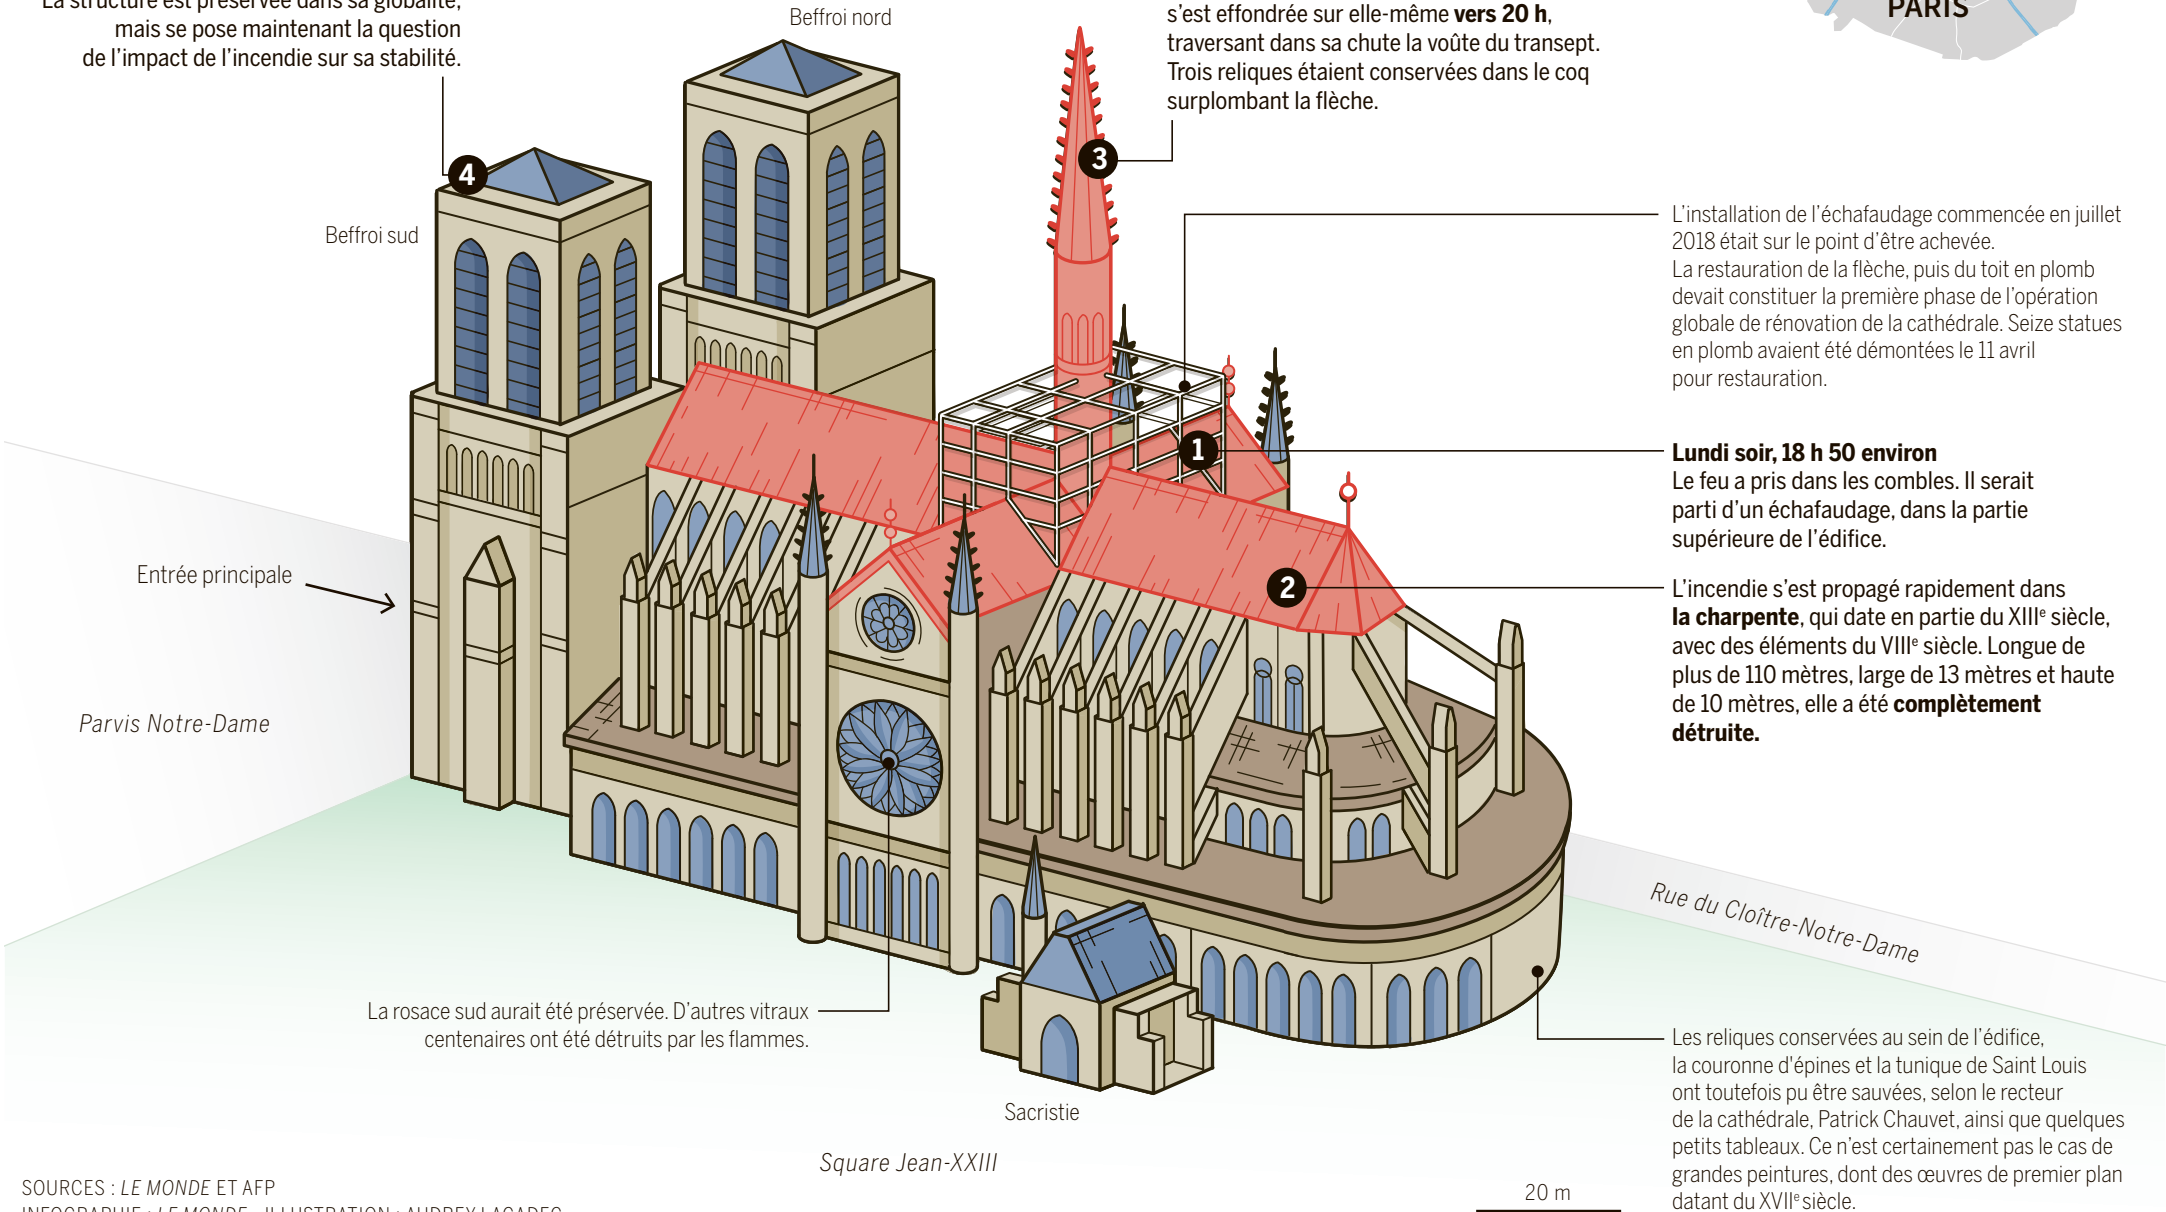 La structure est préservée dans sa globalité,
mais se pose maintenant la question
de l'impact de l'incendie sur sa stabilité.
Beffroi nord
s'est effondrée sur elle-même vers 20 h,
traversant dans sa chute la voûte du transept.
Trois reliques étaient conservées dans le coq
surplombant la flèche.
PARIS
4
3
Beffroi sud
L'installation de l'échafaudage commencée en juillet
2018 était sur le point d'être achevée.
La restauration de la flèche, puis du toit en plomb
devait constituer la première phase de l'opération
globale de rénovation de la cathédrale. Seize statues
en plomb avaient été démontées le 11 avril
pour restauration.
1
Lundi soir, 18 h 50 environ
Le feu a pris dans les combles. Il serait
parti d'un échafaudage, dans la partie
supérieure de l'édifice.
Entrée principale
2
L'incendie s'est propagé rapidement dans
la charpente, qui date en partie du XIIIe siècle,
avec des éléments du VIIIe siècle. Longue de
plus de 110 mètres, large de 13 mètres et haute
de 10 mètres, elle a été complètement
détruite.
Parvis Notre-Dame
Rue du Cloître-Notre-Dame
La rosace sud aurait été préservée. D'autres vitraux
centenaires ont été détruits par les flammes.
Les reliques conservées au sein de l'édifice,
la couronne d'épines et la tunique de Saint Louis
ont toutefois pu être sauvées, selon le recteur
de la cathédrale, Patrick Chauvet, ainsi que quelques
petits tableaux. Ce n'est certainement pas le cas de
grandes peintures, dont des œuvres de premier plan
datant du XVIIe siècle.
Sacristie
Square Jean-XXIII
20 m
SOURCES : LE MONDE ET AFP
INFOGRAPHIE : LE MONDE - ILLUSTRATION : AUDREY LAGADEC